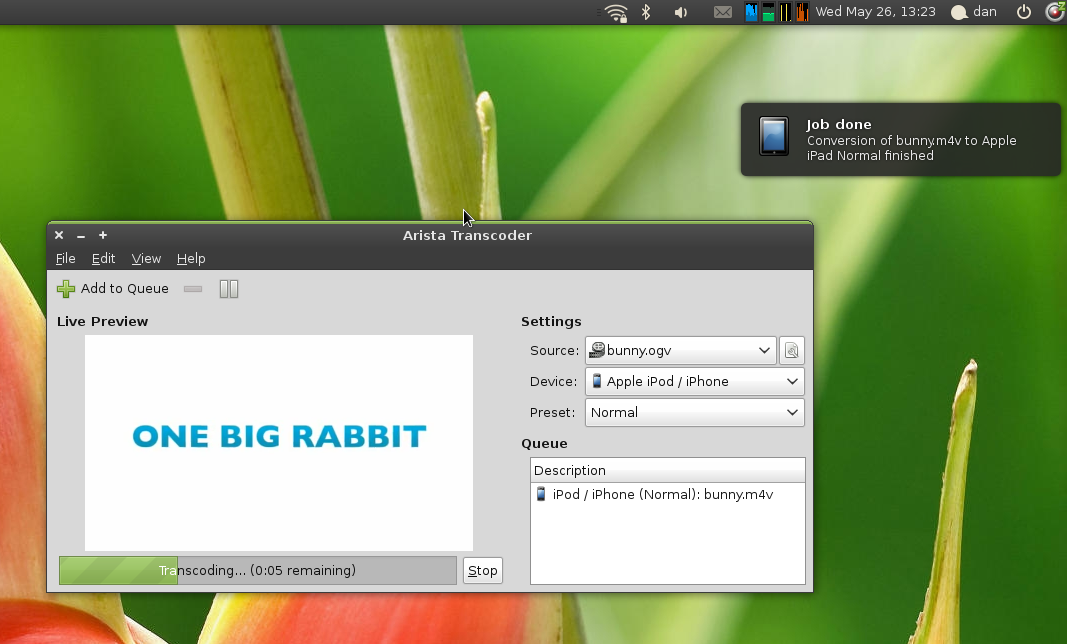 Wed May 26, 13:23 dan
Job done
Conversion of bunny.m4v to Apple
iPad Normal finished
Arista Transcoder
File Edit View Help
Add to Queue
Live Preview
ONE BIG RABBIT
Transcoding... (0:05 remaining)
Stop
Settings
Source: bunny.ogv
Device: Apple iPod / iPhone
Preset: Normal
Queue
Description
iPod / iPhone (Normal): bunny.m4v